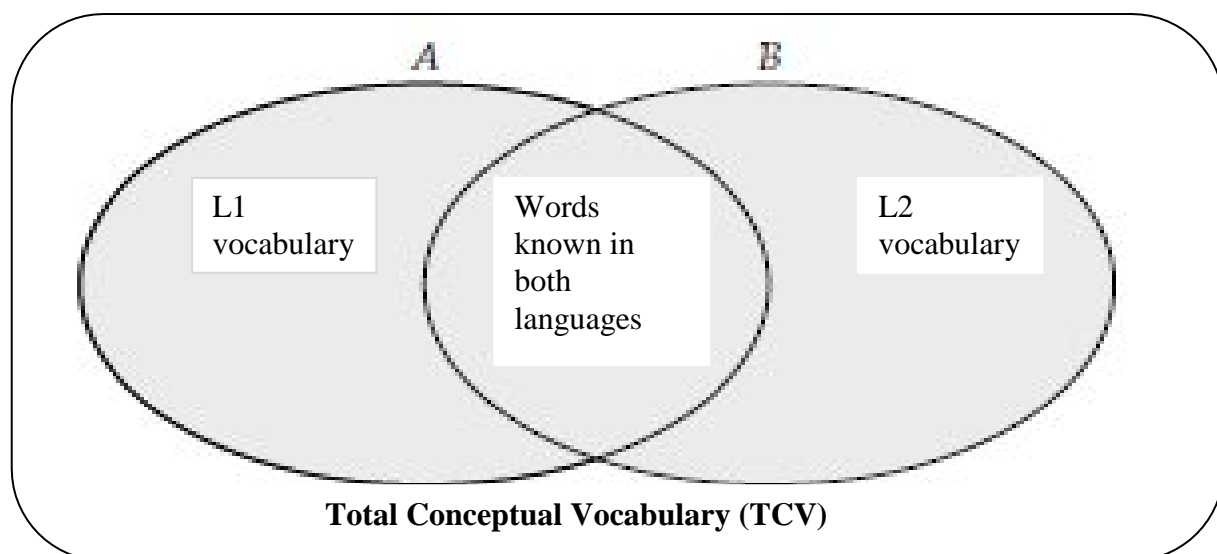 A
B
L1
vocabulary
Words
known in
both
languages
L2
vocabulary
Total Conceptual Vocabulary (TCV)